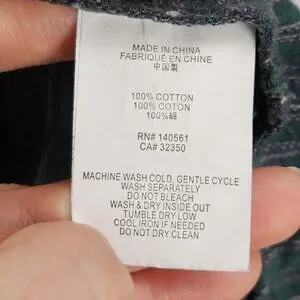 MADE IN CHINA
FABRIQUÉ EN CHINE
中国製
100% COTTON
100% COTON
100%綿
RN# 140561
CA# 32350
MACHINE WASH COLD, GENTLE CYCLE
WASH SEPARATELY
DO NOT BLEACH
WASH & DRY INSIDE OUT
TUMBLE DRY LOW
COOL IRON IF NEEDED
DO NOT DRY CLEAN